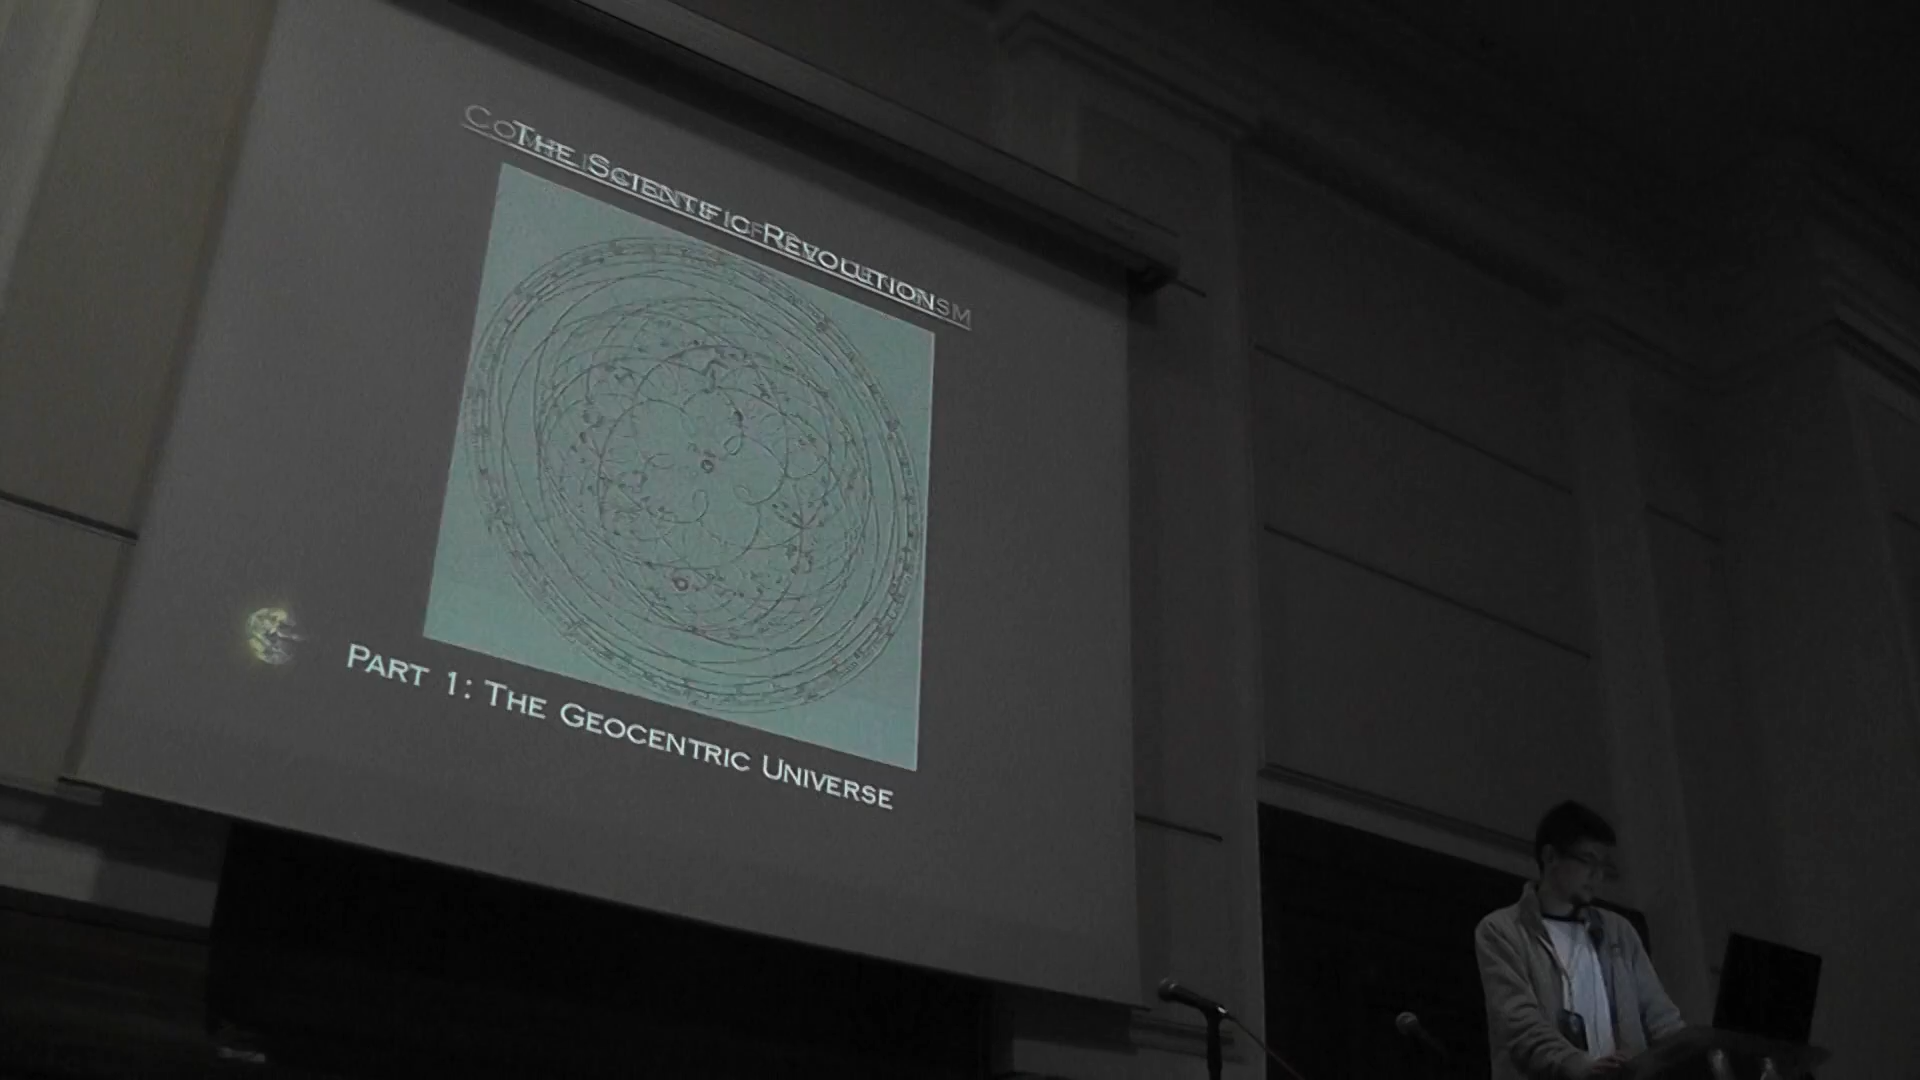 The Scientific Revolution
Part 1: The Geocentric Universe